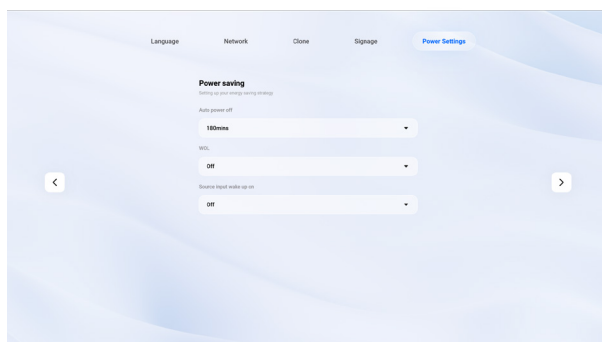 Language Network Clone Signage Power Settings
Power saving
Setting up your energy saving strategy
Auto power off
180mins
WOL
Off
Source input wake up on
Off